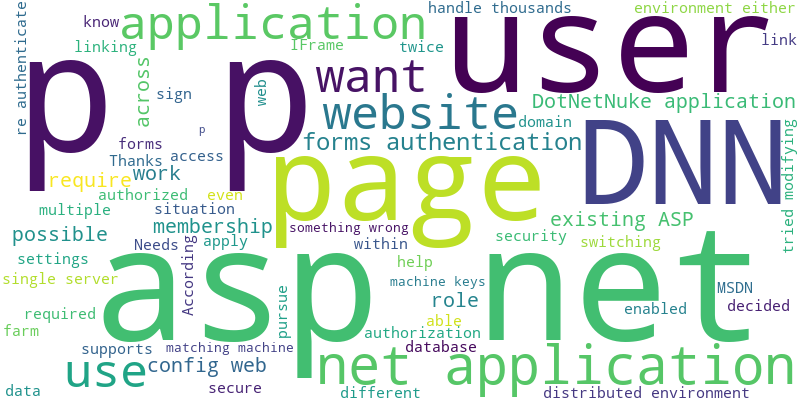 re authenticate
know
application
handle thousands
environment either
linking
IFrame
twice
user
link
p p
across
sign
web
want
website
DotNetNuke application
p
domain
DNN
tried modifying
forms
forms authentication
Thanks
access
page
require
work
authorized
even
multiple
situation
existing ASP
possible
membership
something wrong
security
switching
Needs
apply
within
settings
According
asp net
help
single server
machine keys
MSDN
pursue
role
required
enabled
decided
able
farm
authorization
supports
matching machine
database
net application
use
config web
data
secure
different
distributed environment